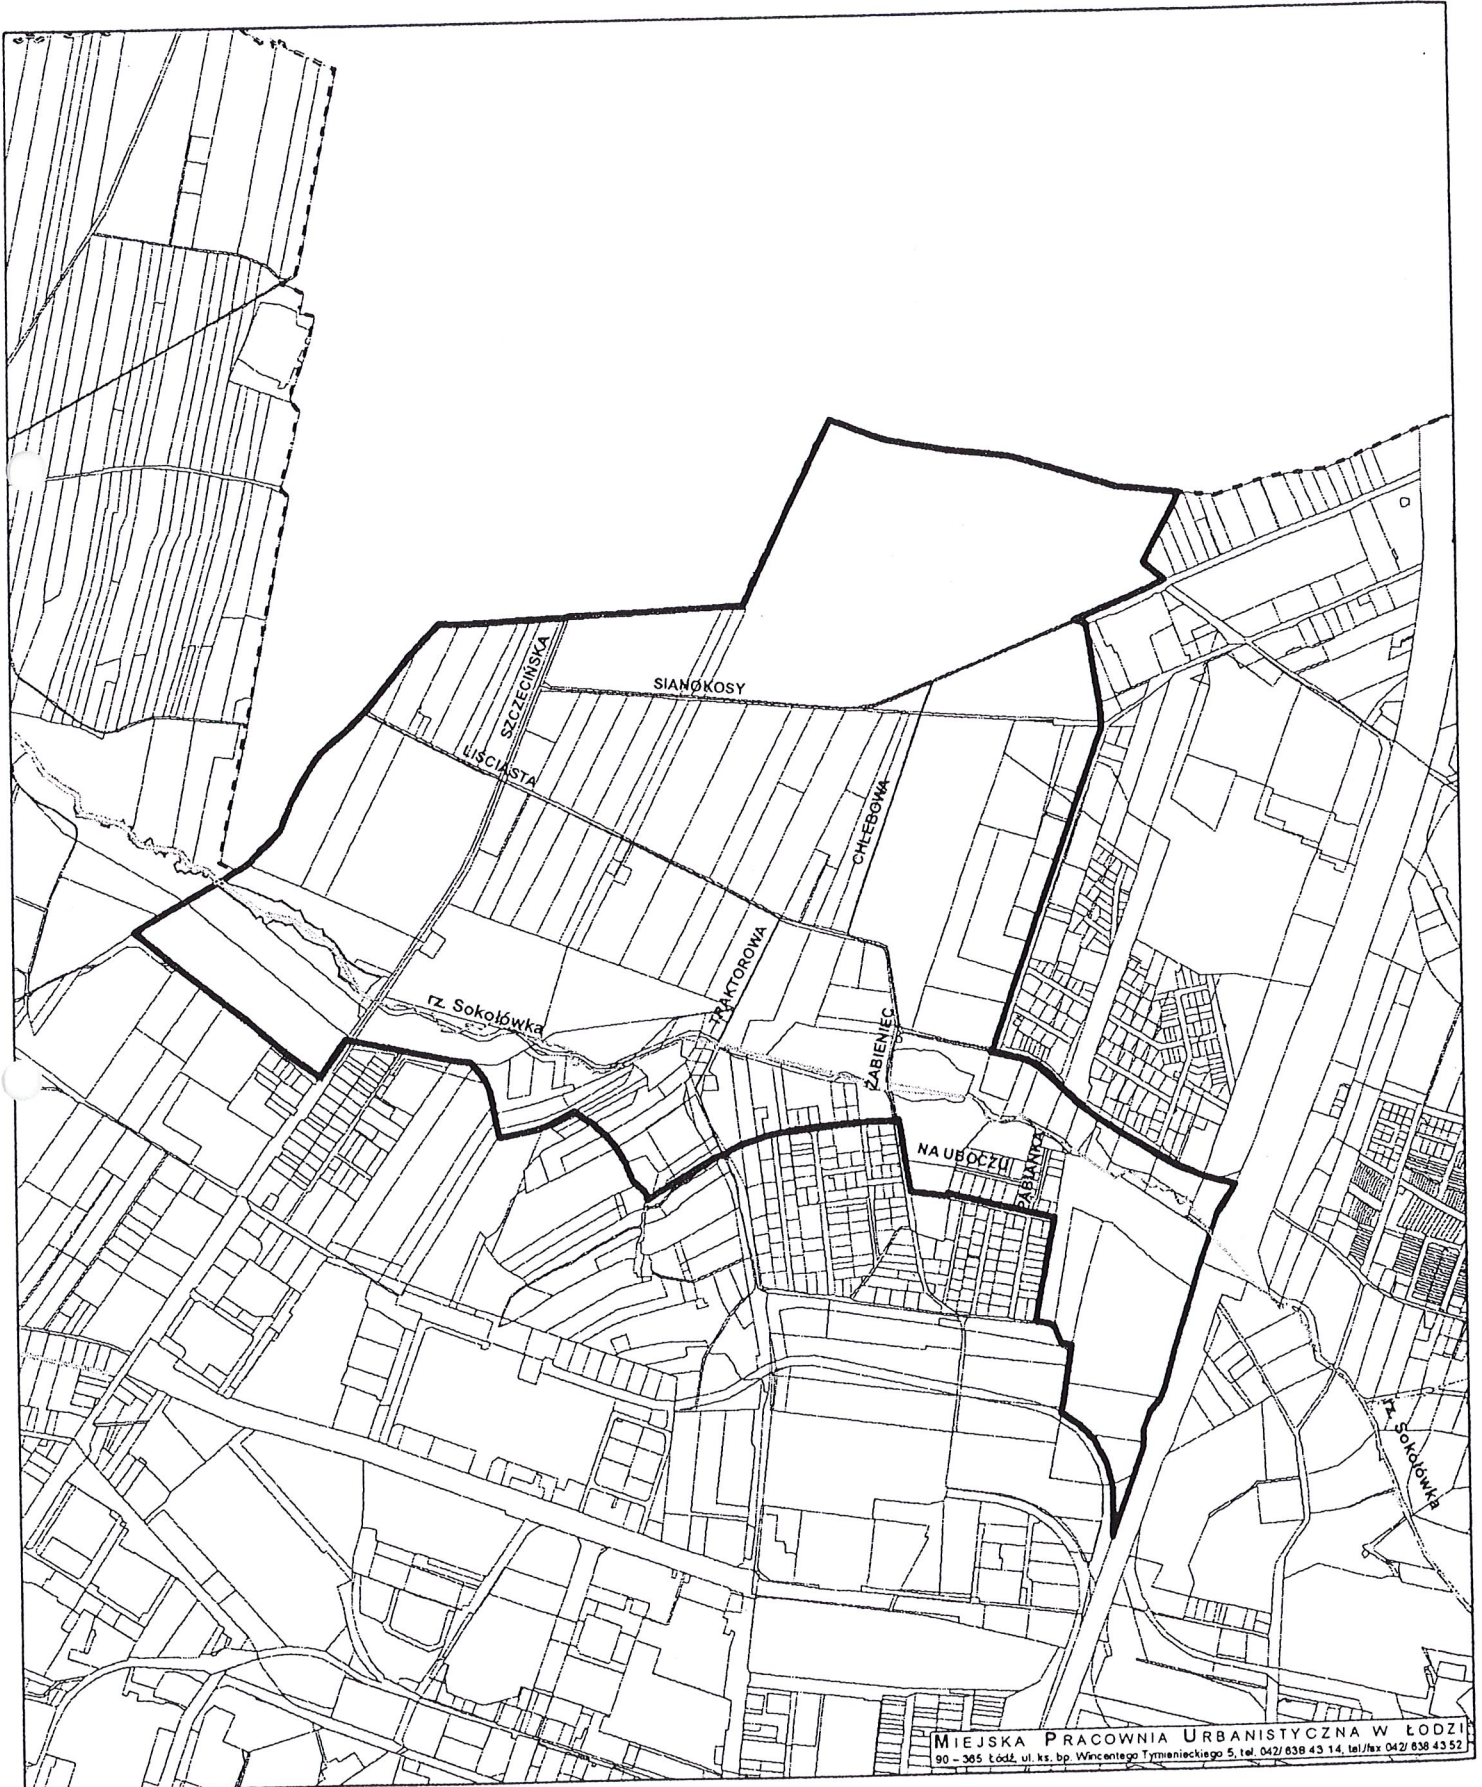 SZCZECIŃSKA
SIANOKOSY
LIŚCIASTA
CHLEBOWA
TRAKTOROWA
rz. Sokołówka
ŻABIENIEC
NA UBOCZU
PABIANKA
rz. Sokołówka
MIEJSKA PRACOWNIA URBANISTYCZNA W ŁODZI
90 - 365 Łódź, ul. ks. bp. Wincentego Tymienieckiego 5, tel. 042/ 638 43 14, tel./fax 042/ 638 43 52